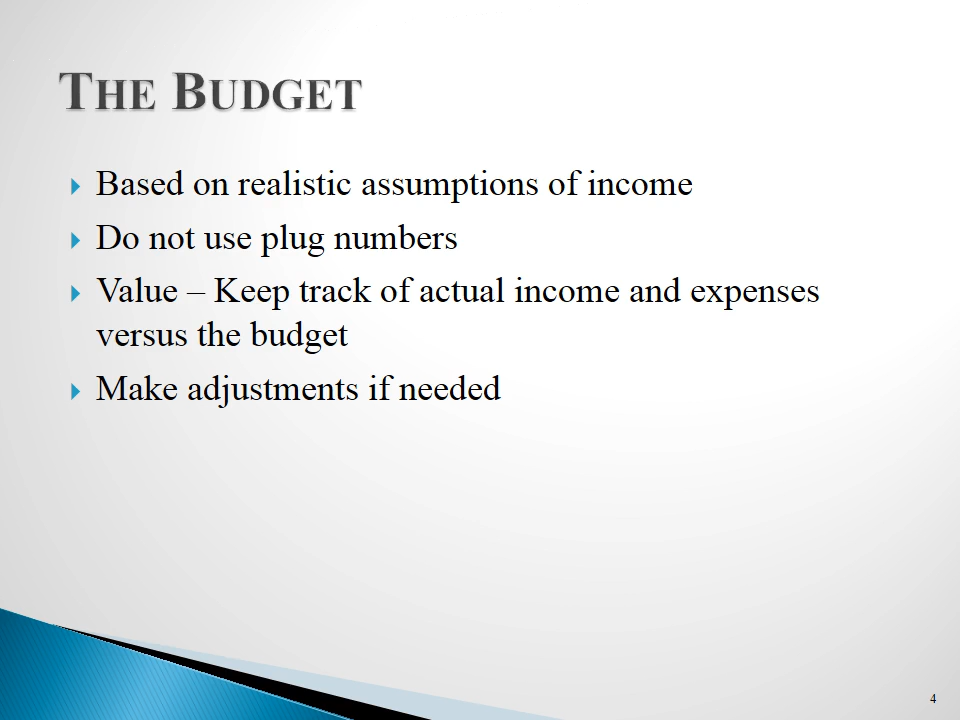 The Budget
Based on realistic assumptions of income
Do not use plug numbers
Value – Keep track of actual income and expenses
versus the budget
Make adjustments if needed
4